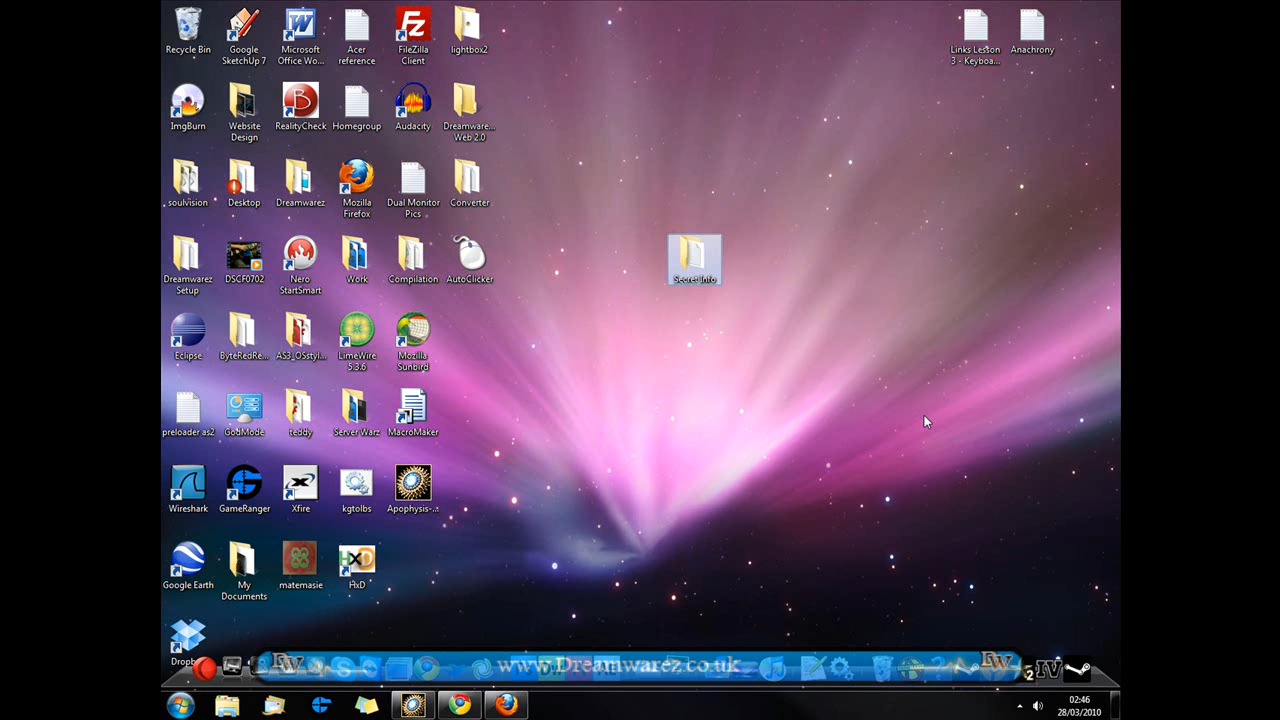 Recycle Bin
Google
SketchUp 7
Microsoft
Office Wo...
Acer
reference
FileZilla
Client
lightbox2
Links Lesson
3 - Keyboa...
Anachrony
ImgBurn
Website
Design
RealityCheck
Homegroup
Audacity
Dreamware...
Web 2.0
soulvision
Desktop
Dreamwarez
Mozilla
Firefox
Dual Monitor
Pics
Converter
Dreamwarez
Setup
DSCF0702
Nero
StartSmart
Work
Compilation
AutoClicker
Secret Info
Eclipse
ByteRedRe...
AS3_OSstyl...
LimeWire
5.3.6
Mozilla
Sunbird
preloader as2
GodMode
teddy
Server Warz
MacroMaker
Wireshark
GameRanger
Xfire
kgtolbs
Apophysis-...
Google Earth
My
Documents
matemasie
HxD
HxD
Dropb
www.Dreamwarez.co.uk
IV
02:46
28/03/2010